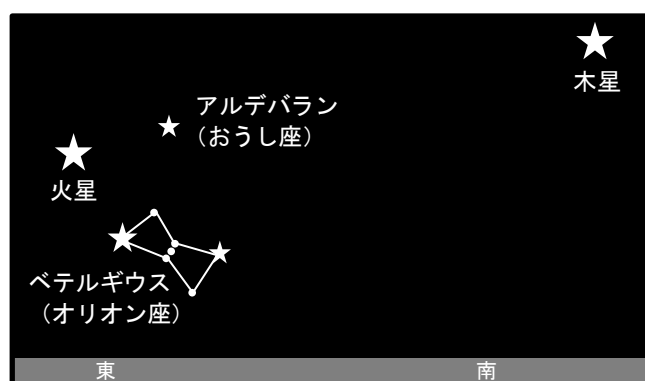 木星
アルデバラン
(おうし座)
火星
ベテルギウス
(オリオン座)
東
南